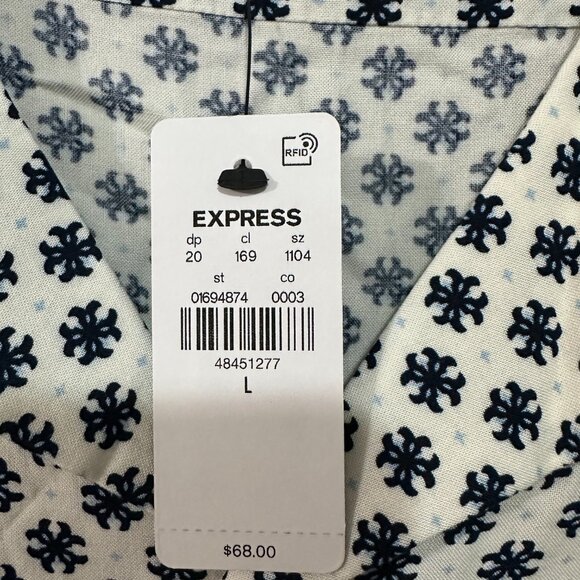 RFID
EXPRESS
dp cl sz
20 169 1104
st co
01694874 0003
48451277
L
$68.00